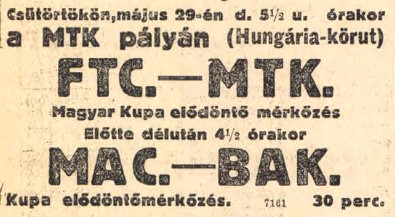 Csütörtökön, május 29-én d. 5½ u. órakor
a MTK pályán (Hungária-körut)
FTC.—MTK.
Magyar Kupa elődöntő mérkőzés
Előtte délután 4½ órakor
MAC.—BAK.
Kupa elődöntőmérkőzés. 7161 30 perc.